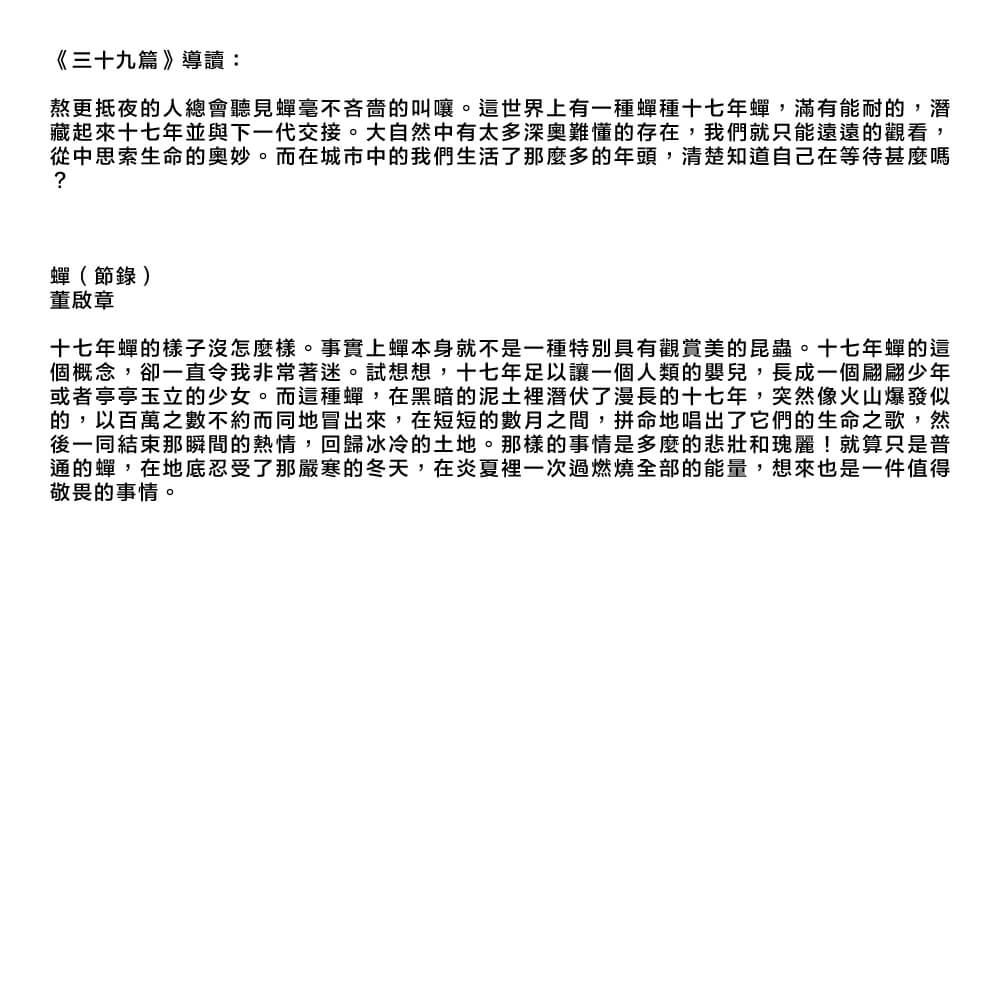 《三十九篇》導讀：
熬更抵夜的人總會聽見蟬毫不吝嗇的叫嚷。這世界上有一種蟬種十七年蟬，滿有能耐的，潛
藏起來十七年並與下一代交接。大自然中有太多深奧難懂的存在，我們就只能遠遠的觀看，
從中思索生命的奧妙。而在城市中的我們生活了那麼多的年頭，清楚知道自己在等待甚麼嗎
？
蟬（節錄）
董啟章
十七年蟬的樣子沒怎麼樣。事實上蟬本身就不是一種特別具有觀賞美的昆蟲。十七年蟬的這
個概念，卻一直令我非常著迷。試想想，十七年足以讓一個人類的嬰兒，長成一個翩翩少年
或者亭亭玉立的少女。而這種蟬，在黑暗的泥土裡潛伏了漫長的十七年，突然像火山爆發似
的，以百萬之數不約而同地冒出來，在短短的數月之間，拼命地唱出了它們的生命之歌，然
後一同結束那瞬間的熱情，回歸冰冷的土地。那樣的事情是多麼的悲壯和瑰麗！就算只是普
通的蟬，在地底忍受了那嚴寒的冬天，在炎夏裡一次過燃燒全部的能量，想來也是一件值得
敬畏的事情。